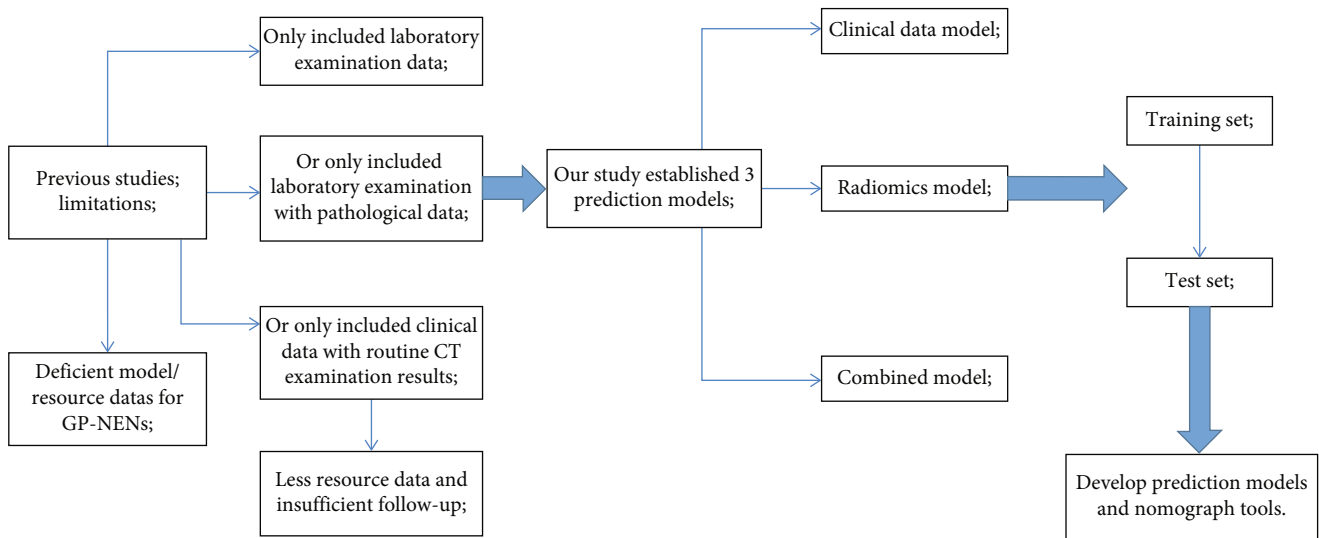 Previous studies;
limitations;
Only included laboratory
examination data;
Or only included
laboratory examination
with pathological data;
Or only included clinical
data with routine CT
examination results;
Deficient model/
resource datas for
GP-NENs;
Less resource data and
insufficient follow-up;
Our study established 3
prediction models;
Clinical data model;
Radiomics model;
Combined model;
Training set;
Test set;
Develop prediction models
and nomograph tools.